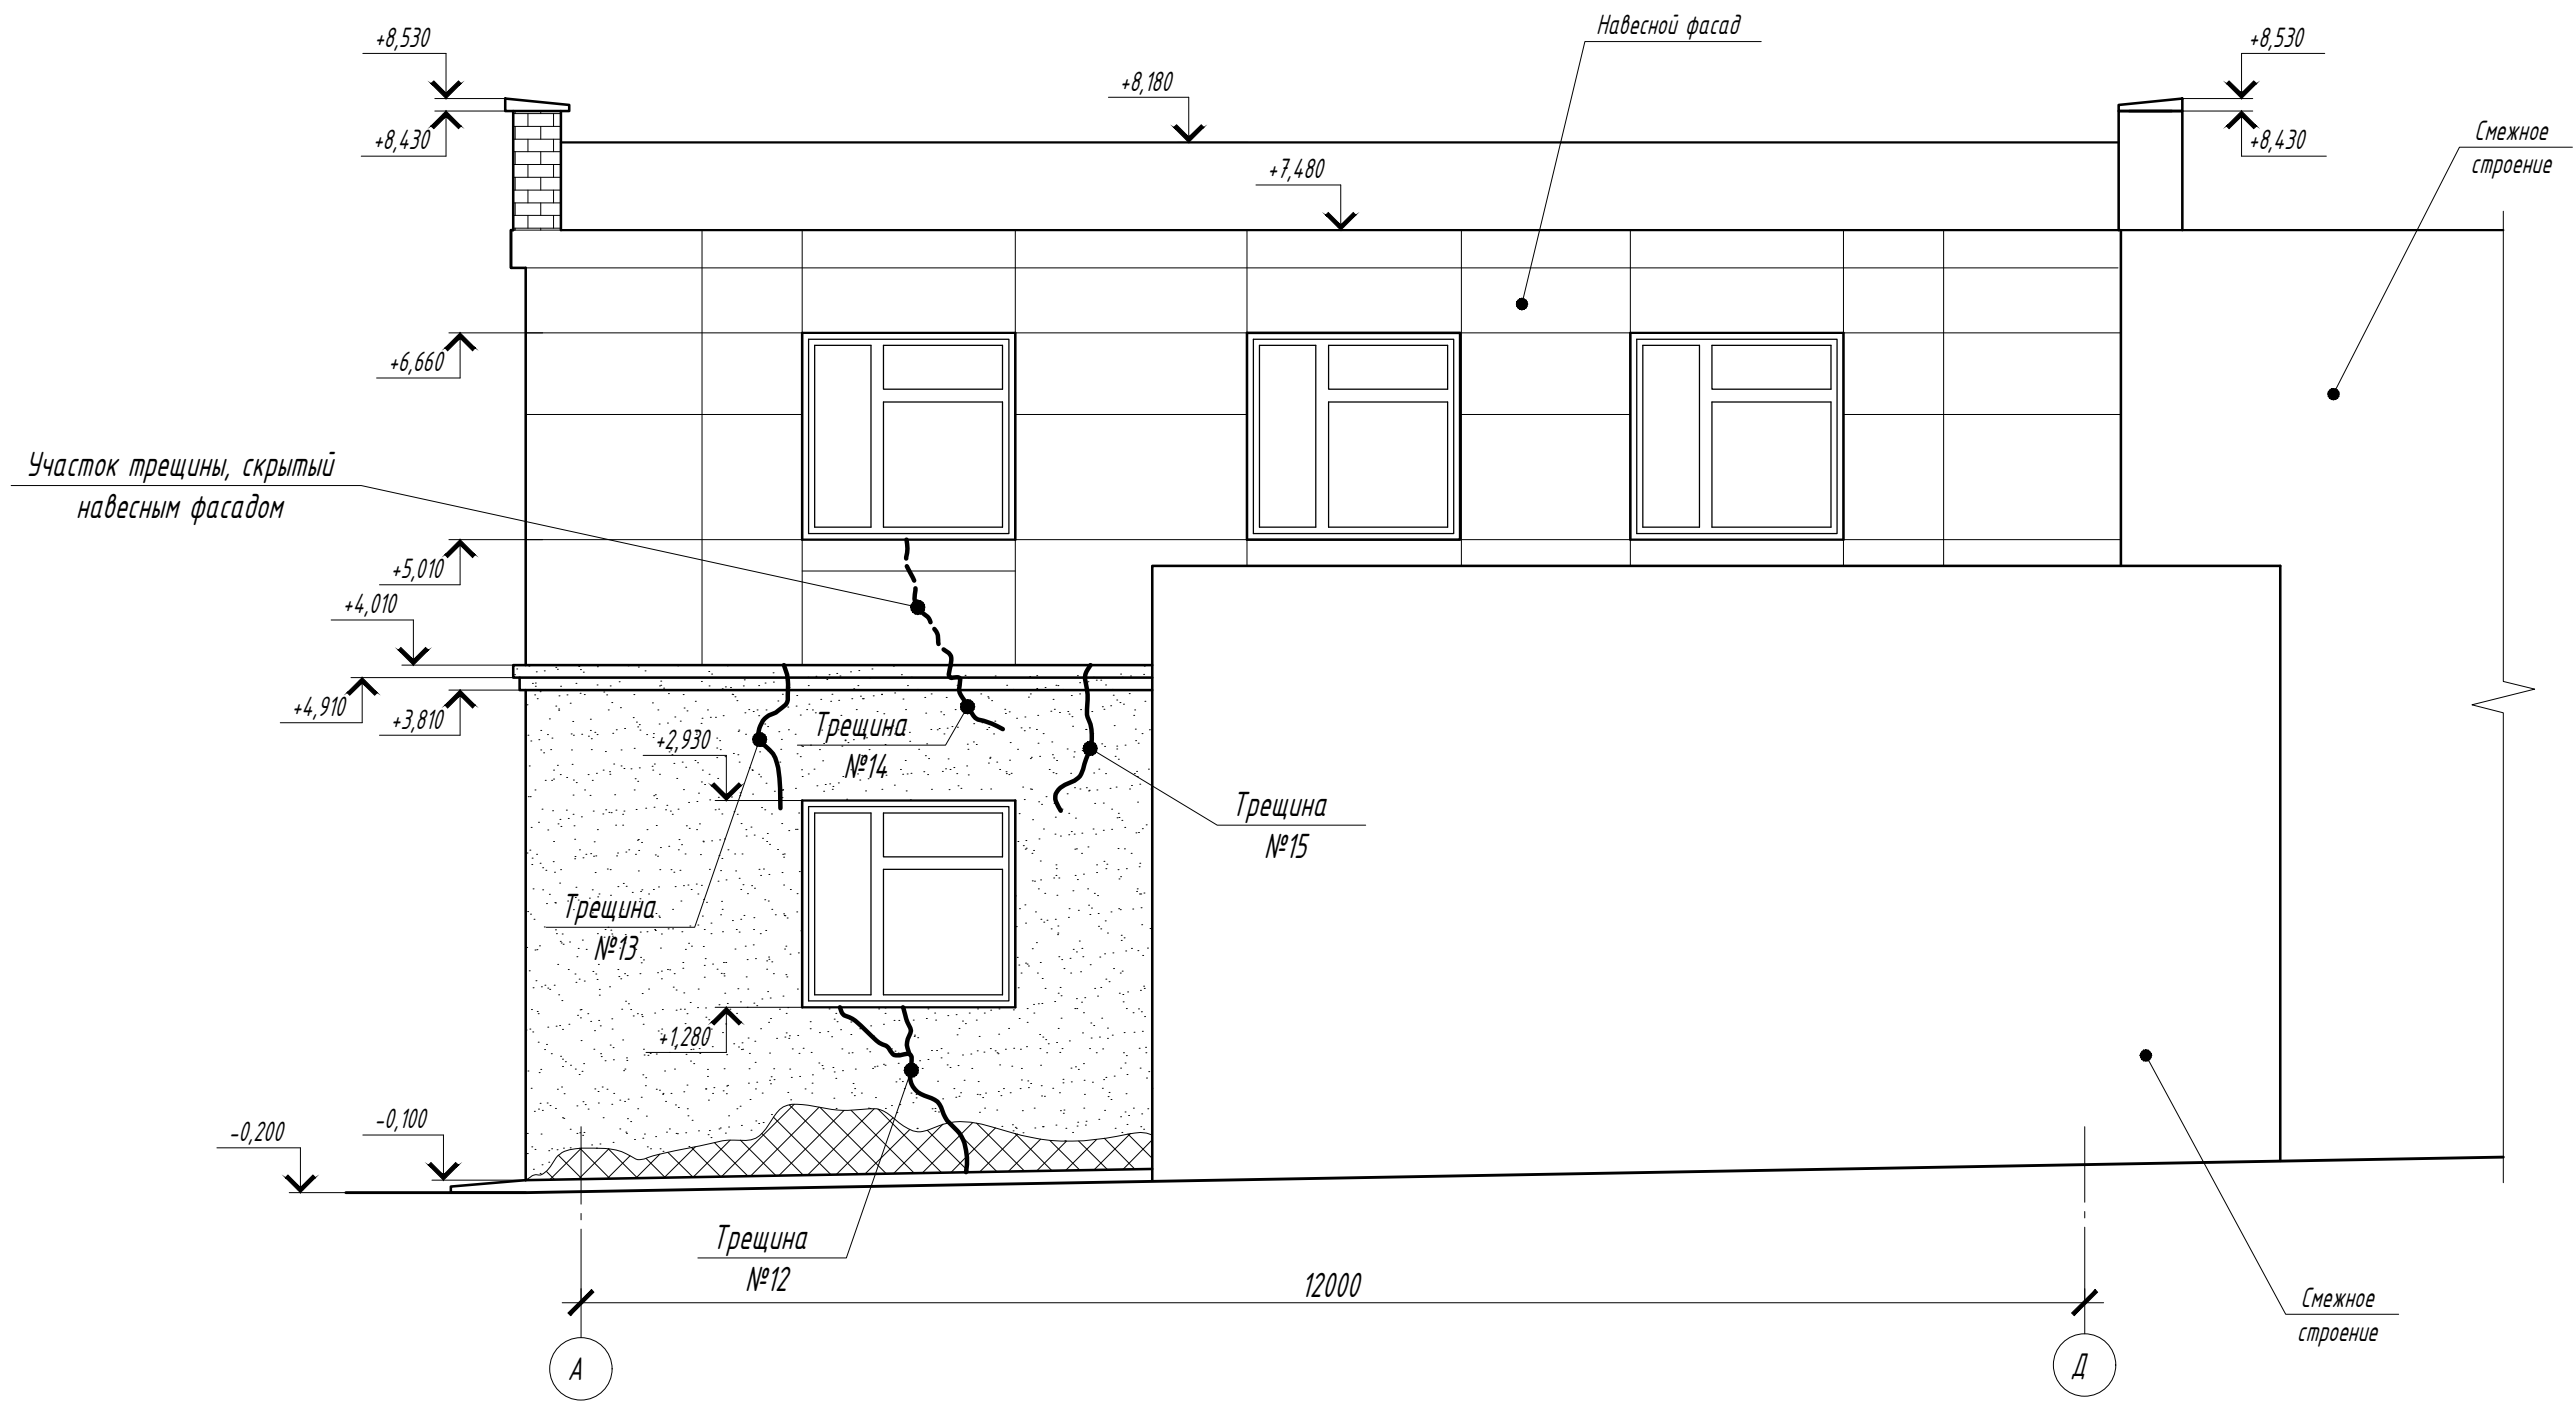 Навесной фасад
+8,530
+8,530
+8,180
+8,430
+8,430
Смежное
строение
+7,480
+6,660
Участок трещины, скрытый
навесным фасадом
+5,010
+4,010
+4,910
+3,810
Трещина
№14
+2,930
Трещина
№15
Трещина
№13
+1,280
-0,100
-0,200
Трещина
№12
12000
Смежное
строение
А
Д